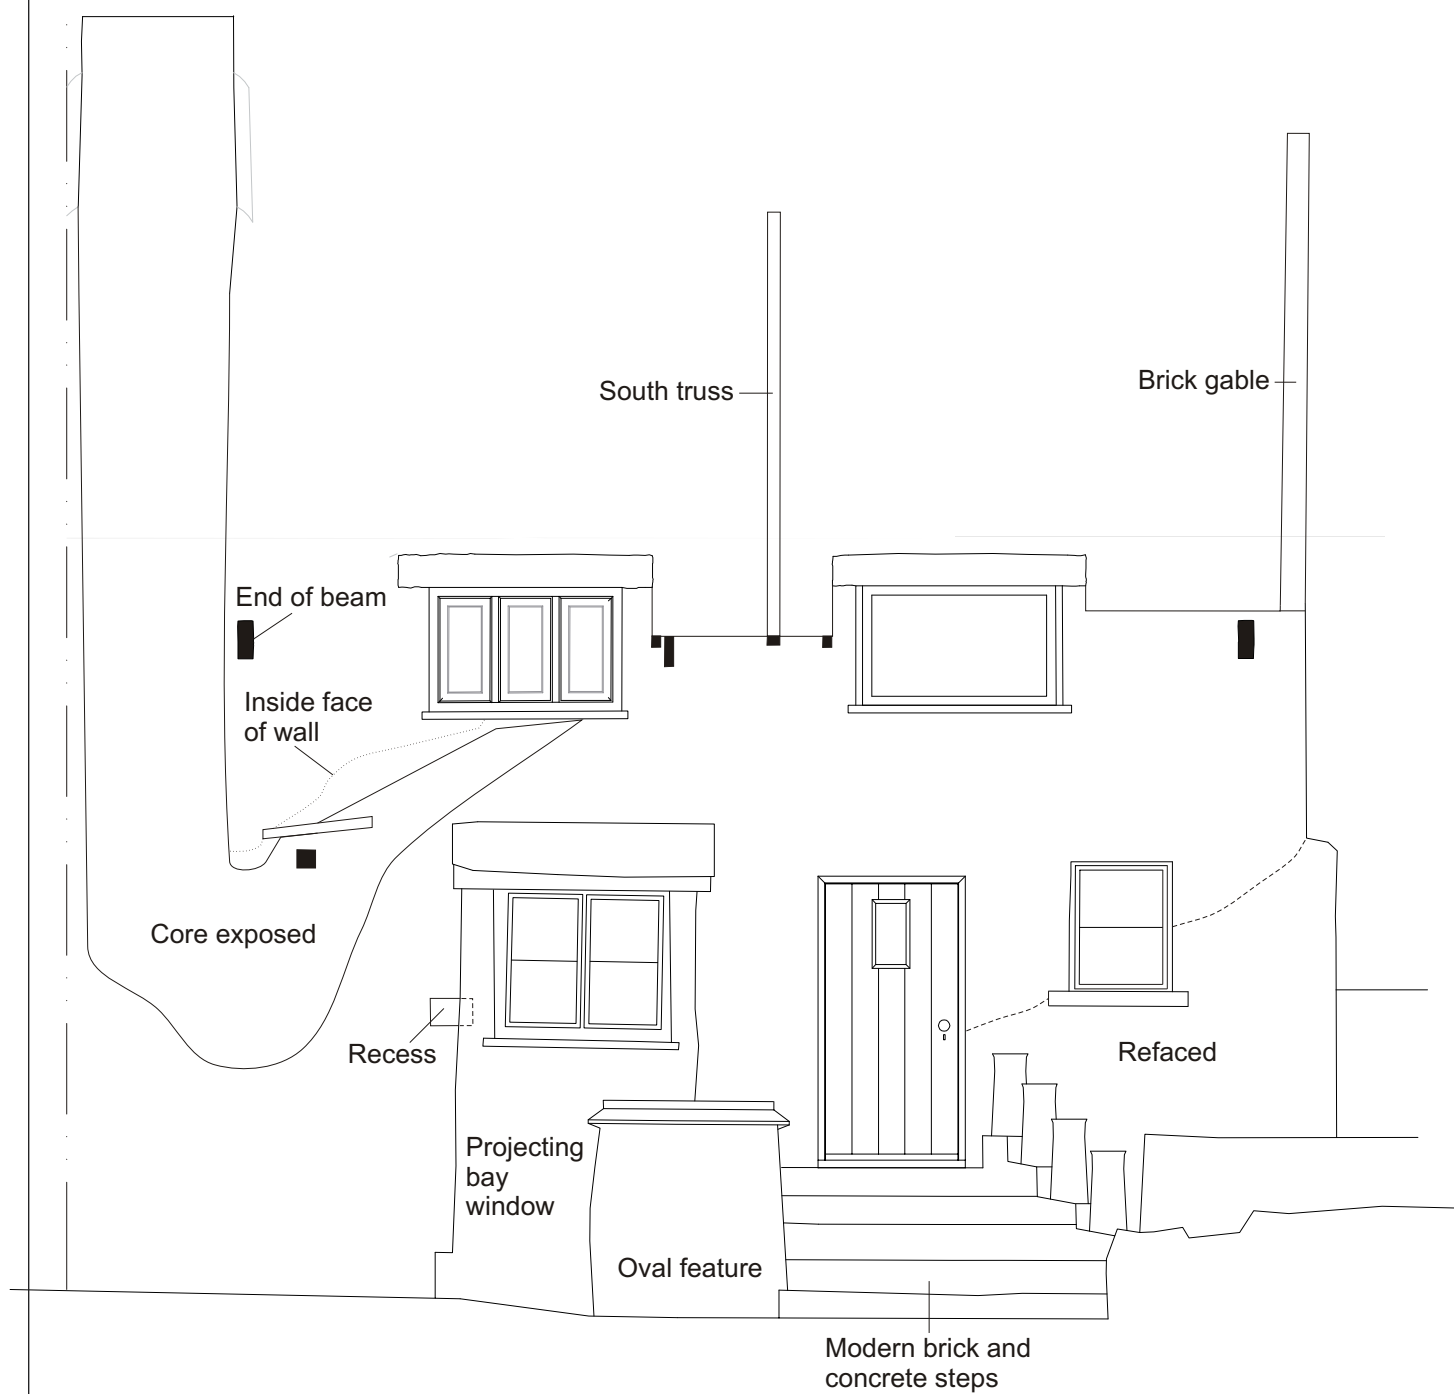 Brick gable
South truss
End of beam
Inside face
of wall
Core exposed
Recess
Refaced
Projecting
bay
window
Oval feature
Modern brick and
concrete steps